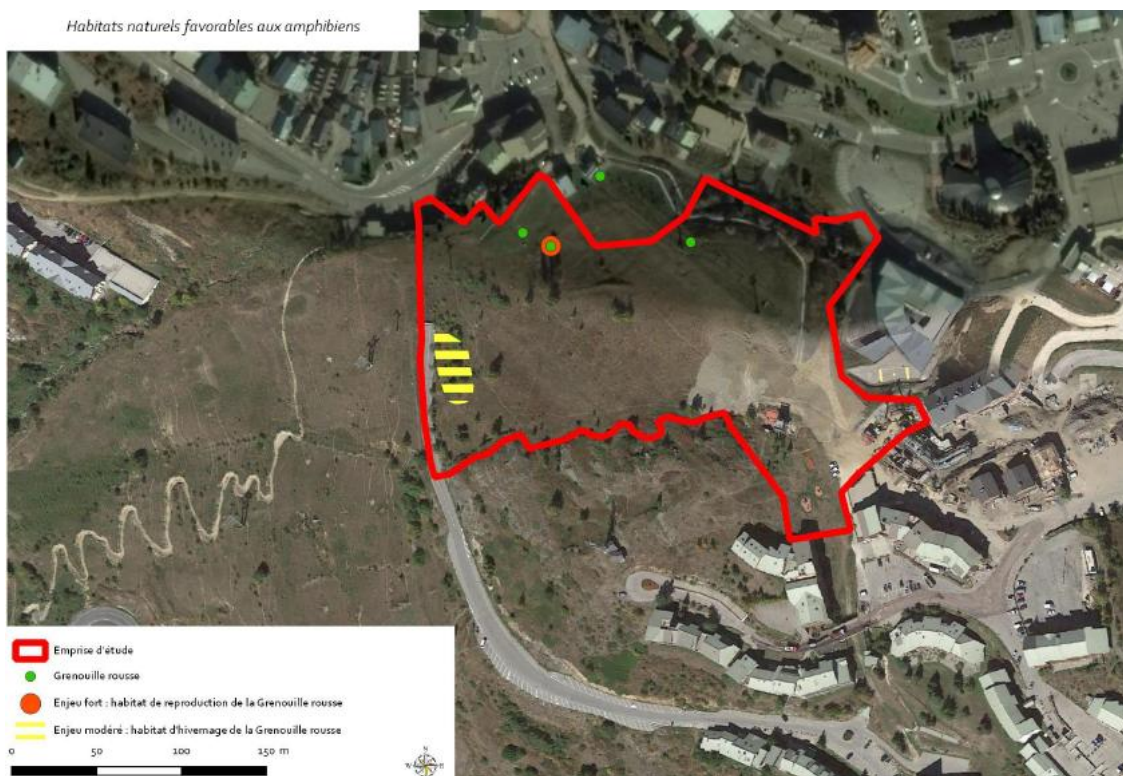 Habitats naturels favorables aux amphibiens
Emprise d'étude
Grenouille rousse
Enjeu fort : habitat de reproduction de la Grenouille rousse
Enjeu modéré : habitat d'hivernage de la Grenouille rousse
0 50 100 150 m
N
W E
S